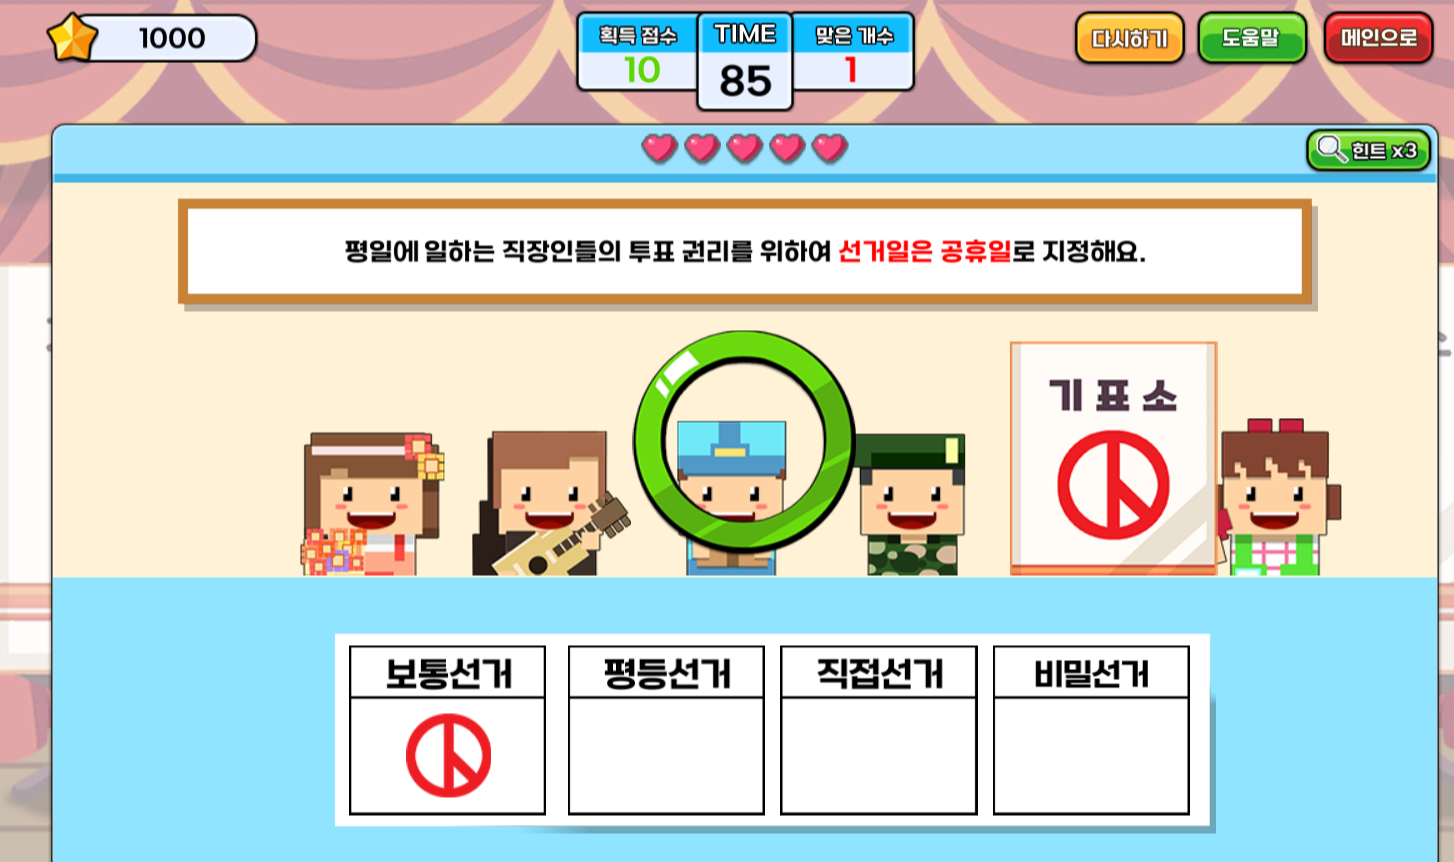 1000
획득 점수
10
TIME
85
맞은 개수
1
다시하기
도움말
메인으로
힌트 x3
평일에 일하는 직장인들의 투표 권리를 위하여 선거일은 공휴일로 지정해요.
기표소
보통선거
평등선거
직접선거
비밀선거